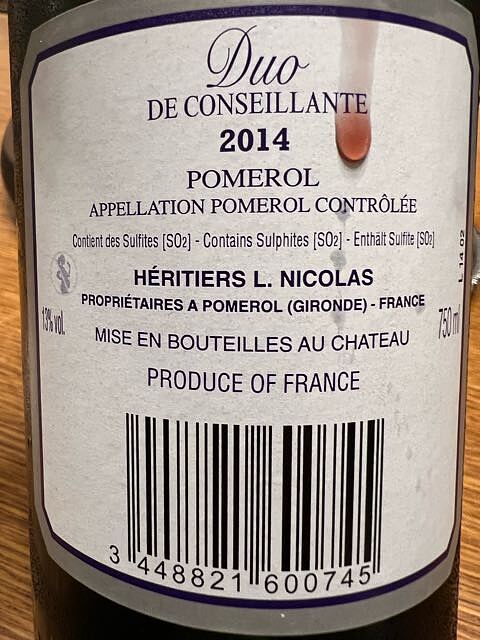 Duo
DE CONSEILLANTE
2014
POMEROL
APPELLATION POMEROL CONTRÔLÉE
Contient des Sulfites [SO2] - Contains Sulphites [SO2] - Enthält Sulfite [SO2]
HÉRITIERS L. NICOLAS
PROPRIÉTAIRES A POMEROL (GIRONDE) - FRANCE
13% vol.
750 ml
L 14 02
MISE EN BOUTEILLES AU CHATEAU
PRODUCE OF FRANCE
3 448821 600745